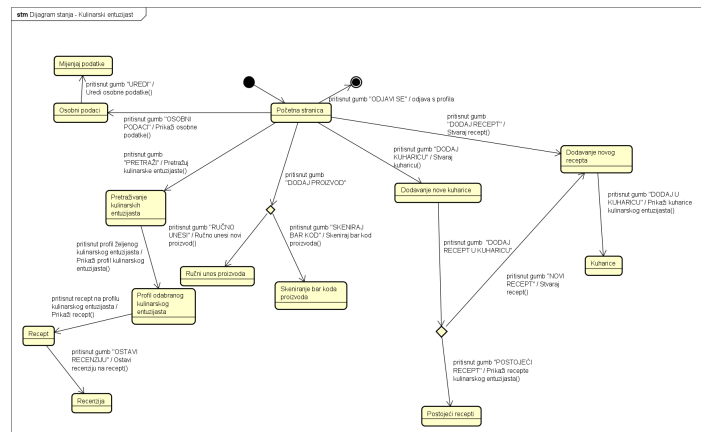 stm Dijagram stanja - Kulinarski entuzijast
Mijenjaj podatke
pritisnut gumb "UREDI" /
Uredi osobne podatke()
Osobni podaci
Početna stranica
pritisnut gumb "ODJAVI SE" / odjava s profila
pritisnut gumb "OSOBNI
PODACI" / Prikaži osobne
podatke()
pritisnut gumb
"DODAJ RECEPT" /
Stvaraj recept()
pritisnut gumb
"PRETRAŽI" / Pretražuj
kulinarske entuzijaste()
pritisnut gumb
"DODAJ PROIZVOD"
pritisnut gumb "DODAJ
KUHARICU" / Stvaraj
kuharicu()
Dodavanje novog
recepta
Pretraživanje
kulinarskih
entuzijasta
Dodavanje nove kuharice
pritisnut gumb "DODAJ U
KUHARICU" / Prikaži kuharice
kulinarskog entuzijasta()
pritisnut gumb "RUČNO
UNESI" / Ručno unesi novi
proizvod()
pritisnut gumb "SKENIRAJ
BAR KOD" / Skeniraj bar kod
proizvoda()
pritisnut gumb "DODAJ
RECEPT U KUHARICU"
pritisnut profil željenog
kulinarskog entuzijasta /
Prikaži profil kulinarskog
entuzijasta()
Ručni unos proizvoda
Skeniranje bar koda
proizvoda
pritisnut gumb "NOVI
RECEPT" / Stvaraj
recept()
Kuharice
Profil odabranog
kulinarskog
entuzijasta
pritisnut recept na profilu
kulinarskog entuzijasta /
Prikaži recept()
Recept
pritisnut gumb "OSTAVI
RECENZIJU" / Ostavi
recenziju na recept()
pritisnut gumb "POSTOJEĆI
RECEPT" / Prikaži recepte
kulinarskog entuzijasta()
Recenzija
Postojeći recepti